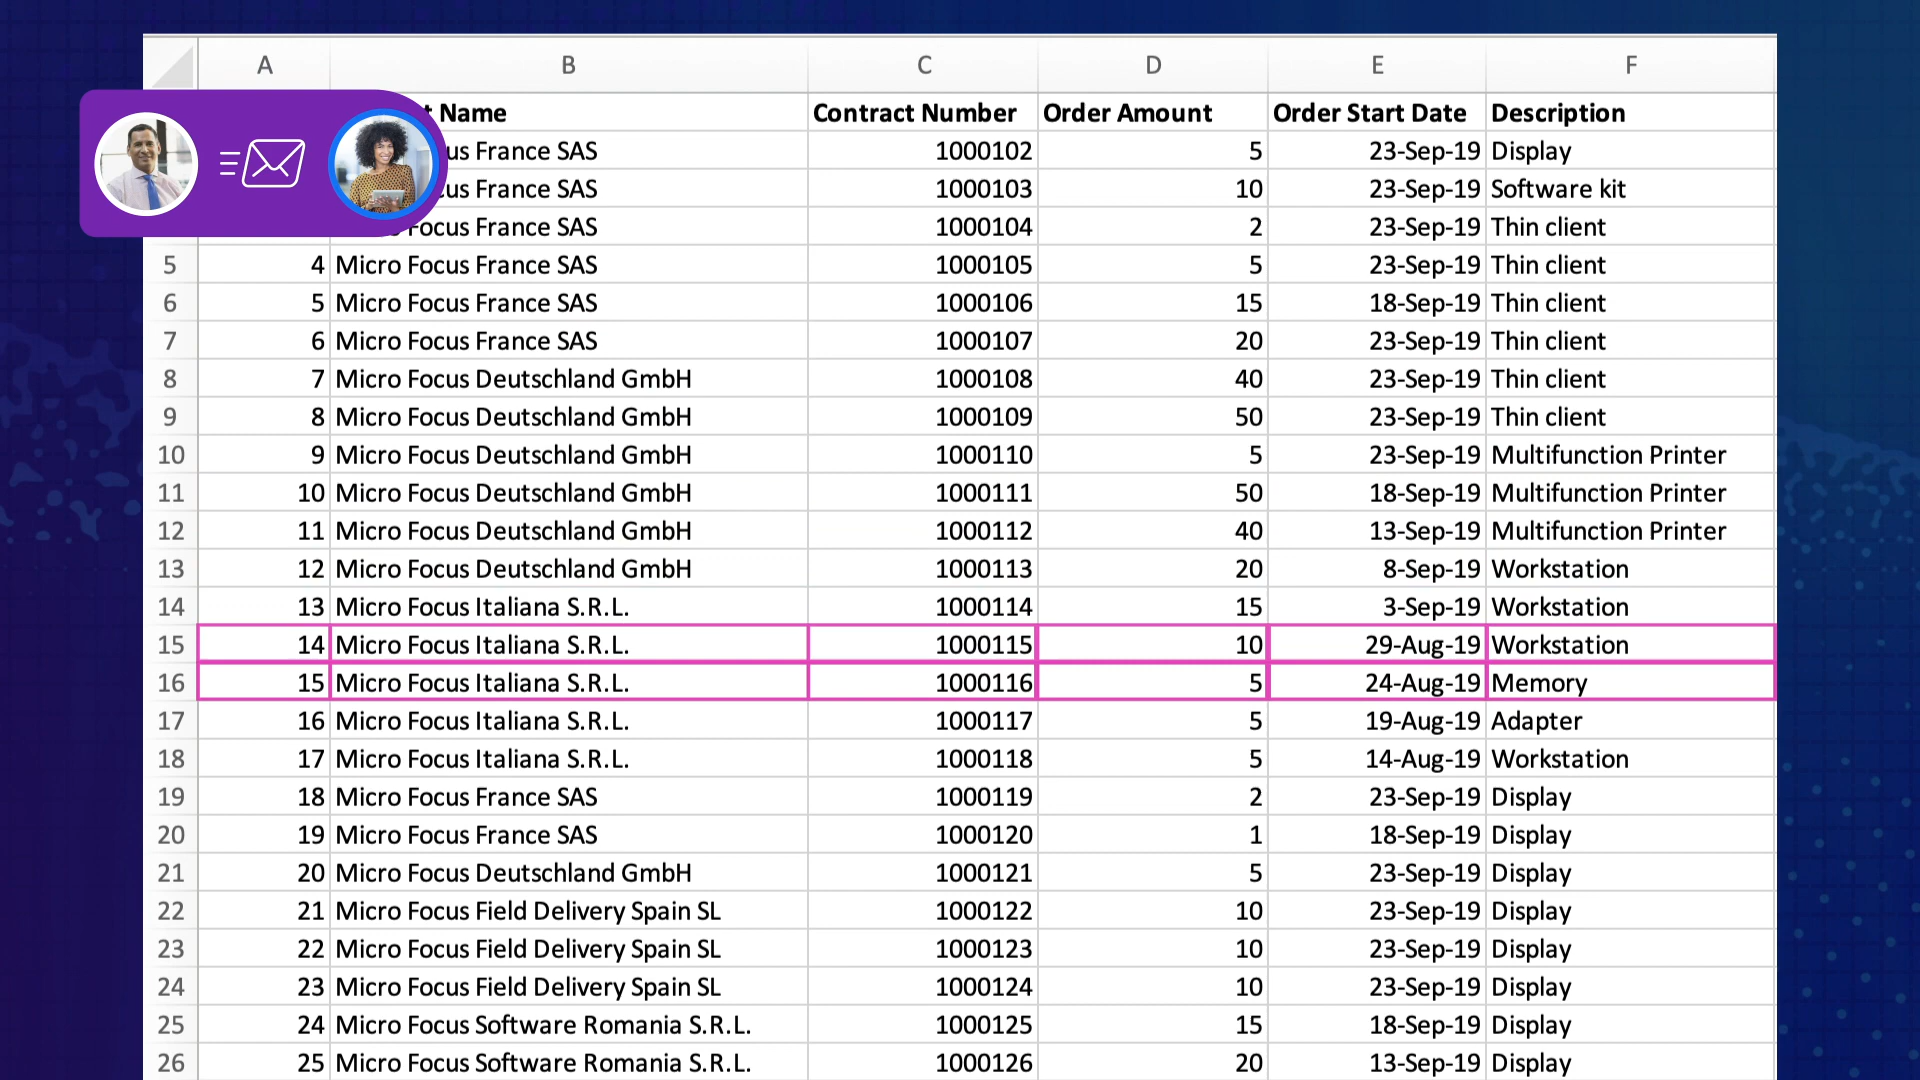 A B C D E F
t Name Contract Number Order Amount Order Start Date Description
us France SAS 1000102 5 23-Sep-19 Display
cus France SAS 1000103 10 23-Sep-19 Software kit
Focus France SAS 1000104 2 23-Sep-19 Thin client
5 4 Micro Focus France SAS 1000105 5 23-Sep-19 Thin client
6 5 Micro Focus France SAS 1000106 15 18-Sep-19 Thin client
7 6 Micro Focus France SAS 1000107 20 23-Sep-19 Thin client
8 7 Micro Focus Deutschland GmbH 1000108 40 23-Sep-19 Thin client
9 8 Micro Focus Deutschland GmbH 1000109 50 23-Sep-19 Thin client
10 9 Micro Focus Deutschland GmbH 1000110 5 23-Sep-19 Multifunction Printer
11 10 Micro Focus Deutschland GmbH 1000111 50 18-Sep-19 Multifunction Printer
12 11 Micro Focus Deutschland GmbH 1000112 40 13-Sep-19 Multifunction Printer
13 12 Micro Focus Deutschland GmbH 1000113 20 8-Sep-19 Workstation
14 13 Micro Focus Italiana S.R.L. 1000114 15 3-Sep-19 Workstation
15 14 Micro Focus Italiana S.R.L. 1000115 10 29-Aug-19 Workstation
16 15 Micro Focus Italiana S.R.L. 1000116 5 24-Aug-19 Memory
17 16 Micro Focus Italiana S.R.L. 1000117 5 19-Aug-19 Adapter
18 17 Micro Focus Italiana S.R.L. 1000118 5 14-Aug-19 Workstation
19 18 Micro Focus France SAS 1000119 2 23-Sep-19 Display
20 19 Micro Focus France SAS 1000120 1 18-Sep-19 Display
21 20 Micro Focus Deutschland GmbH 1000121 5 23-Sep-19 Display
22 21 Micro Focus Field Delivery Spain SL 1000122 10 23-Sep-19 Display
23 22 Micro Focus Field Delivery Spain SL 1000123 10 23-Sep-19 Display
24 23 Micro Focus Field Delivery Spain SL 1000124 10 23-Sep-19 Display
25 24 Micro Focus Software Romania S.R.L. 1000125 15 18-Sep-19 Display
26 25 Micro Focus Software Romania S.R.L. 1000126 20 13-Sep-19 Display